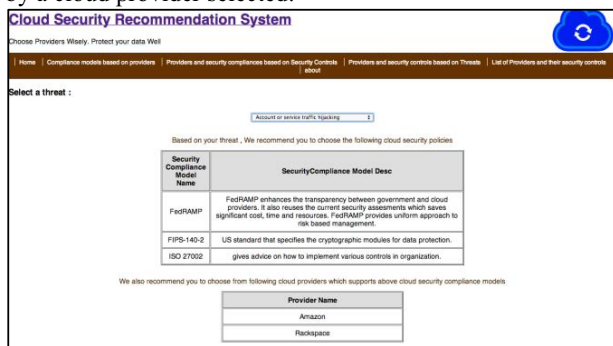 by a cloud provider selected.
Cloud Security Recommendation System
Choose Providers Wisely. Protect your data Well
| Home | Compliance models based on providers | Providers and security compliances based on Security Controls | Providers and security controls based on Threats | List of Providers and their security controls
| about
Select a threat :
Account or service traffic hijacking
Based on your threat , We recommend you to choose the following cloud security policies
Security
Compliance
Model
Name
SecurityCompliance Model Desc
FedRAMP
FedRAMP enhances the transparency between government and cloud
providers. It also reuses the current security assesments which saves
significant cost, time and resources. FedRAMP provides uniform approach to
risk based management.
FIPS-140-2
US standard that specifies the cryptographic modules for data protection.
ISO 27002
gives advice on how to implement various controls in organization.
We also recommend you to choose from following cloud providers which supports above cloud security compliance models
Provider Name
Amazon
Rackspace